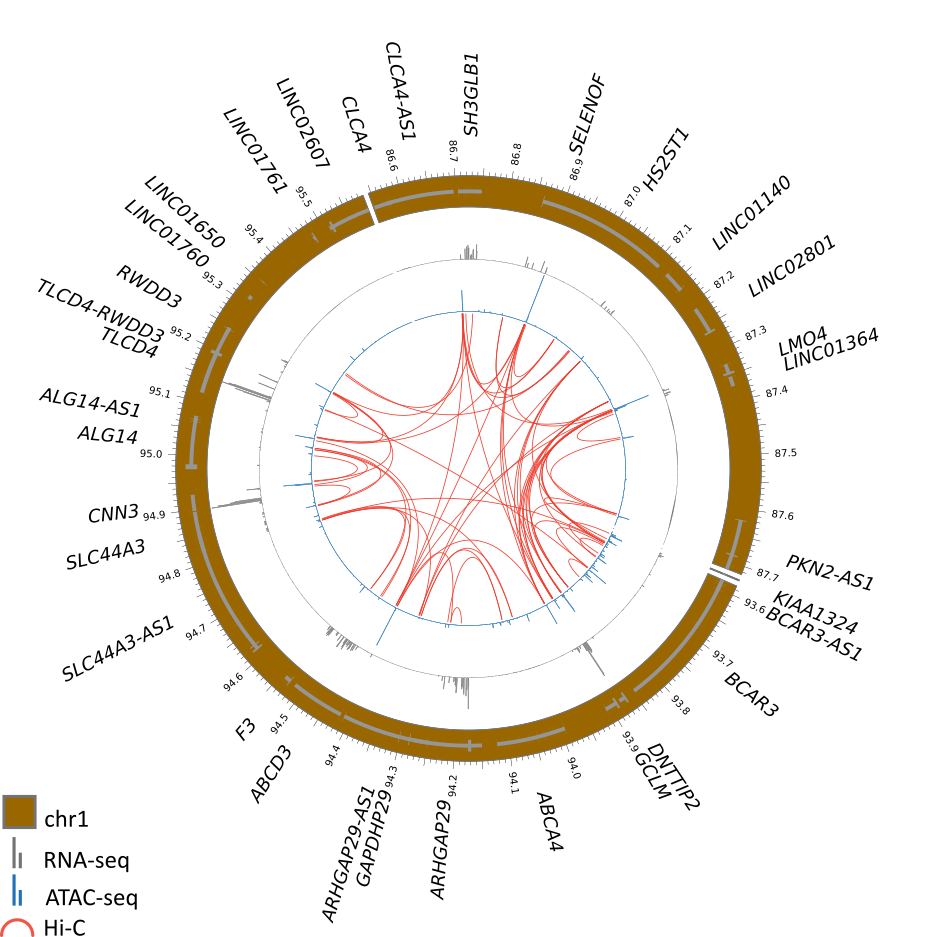 SH3GLB1
SELENOF
HS2ST1
LINC01140
LINC02801
LMO4
LINC01364
PKN2-AS1
KIAA1324
BCAR3-AS1
BCAR3
DNTTIP2
GCLM
ABCA4
ARHGAP29
GAPDHP29
ARHGAP29-AS1
ABCD3
F3
SLC44A3-AS1
SLC44A3
CNN3
ALG14
ALG14-AS1
TLCD4
TLCD4-RWDD3
RWDD3
LINC01760
LINC01650
LINC01761
LINC02607
CLCA4
CLCA4-AS1
86.6
86.7
86.8
86.9
87.0
87.1
87.2
87.3
87.4
87.5
87.6
87.7
93.6
93.7
93.8
93.9
94.0
94.1
94.2
94.3
94.4
94.5
94.6
94.7
94.8
94.9
95.0
95.1
95.2
95.3
95.4
95.5
chr1
RNA-seq
ATAC-seq
Hi-C